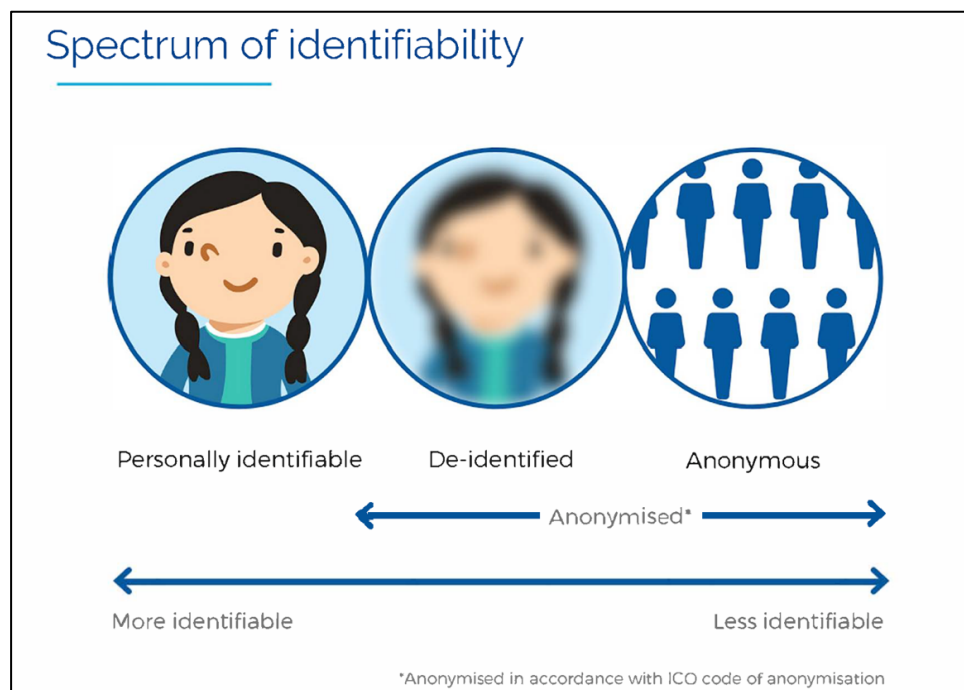 Spectrum of identifiability
Personally identifiable
De-identified
Anonymous
Anonymised*
More identifiable
Less identifiable
*Anonymised in accordance with ICO code of anonymisation